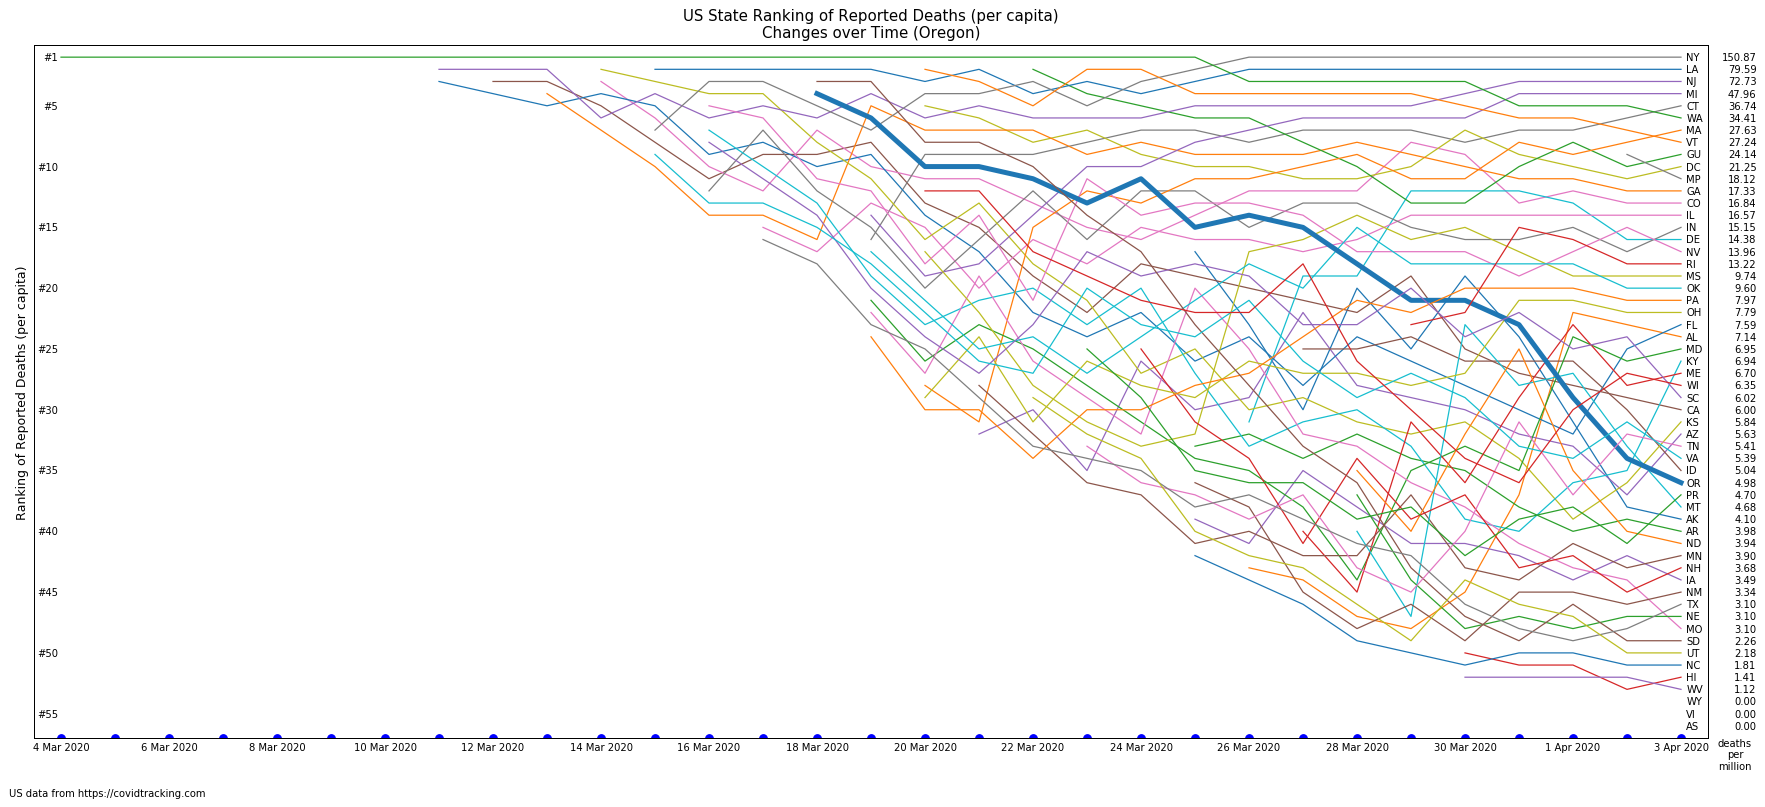 US State Ranking of Reported Deaths (per capita)
Changes over Time (Oregon)
Ranking of Reported Deaths (per capita)
#1
#5
#10
#15
#20
#25
#30
#35
#40
#45
#50
#55
NY 150.87
LA 79.59
NJ 72.73
MI 47.96
CT 36.74
WA 34.41
MA 27.63
VT 27.24
GU 24.14
DC 21.25
MP 18.12
GA 17.33
CO 16.84
IL 16.57
IN 15.15
DE 14.38
NV 13.96
RI 13.22
MS 9.74
OK 9.60
PA 7.97
OH 7.79
FL 7.59
AL 7.14
MD 6.95
KY 6.94
ME 6.70
WI 6.35
SC 6.02
CA 6.00
KS 5.84
AZ 5.63
TN 5.41
VA 5.39
ID 5.04
OR 4.98
PR 4.70
MT 4.68
AK 4.10
AR 3.98
ND 3.94
MN 3.90
NH 3.68
IA 3.49
NM 3.34
TX 3.10
NE 3.10
MO 3.10
SD 2.26
UT 2.18
NC 1.81
HI 1.41
WV 1.12
WY 0.00
VI 0.00
AS 0.00
4 Mar 2020 6 Mar 2020 8 Mar 2020 10 Mar 2020 12 Mar 2020 14 Mar 2020 16 Mar 2020 18 Mar 2020 20 Mar 2020 22 Mar 2020 24 Mar 2020 26 Mar 2020 28 Mar 2020 30 Mar 2020 1 Apr 2020 3 Apr 2020
deaths
per
million
US data from https://covidtracking.com